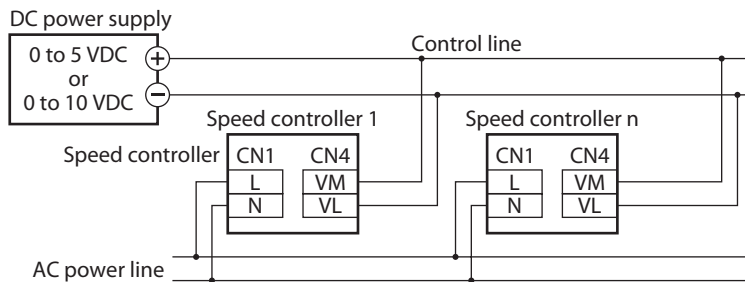 DC power supply
0 to 5 VDC
or
0 to 10 VDC
+
−
Control line
Speed controller 1
Speed controller n
Speed controller
CN1 CN4
L VM
N VL
CN1 CN4
L VM
N VL
AC power line